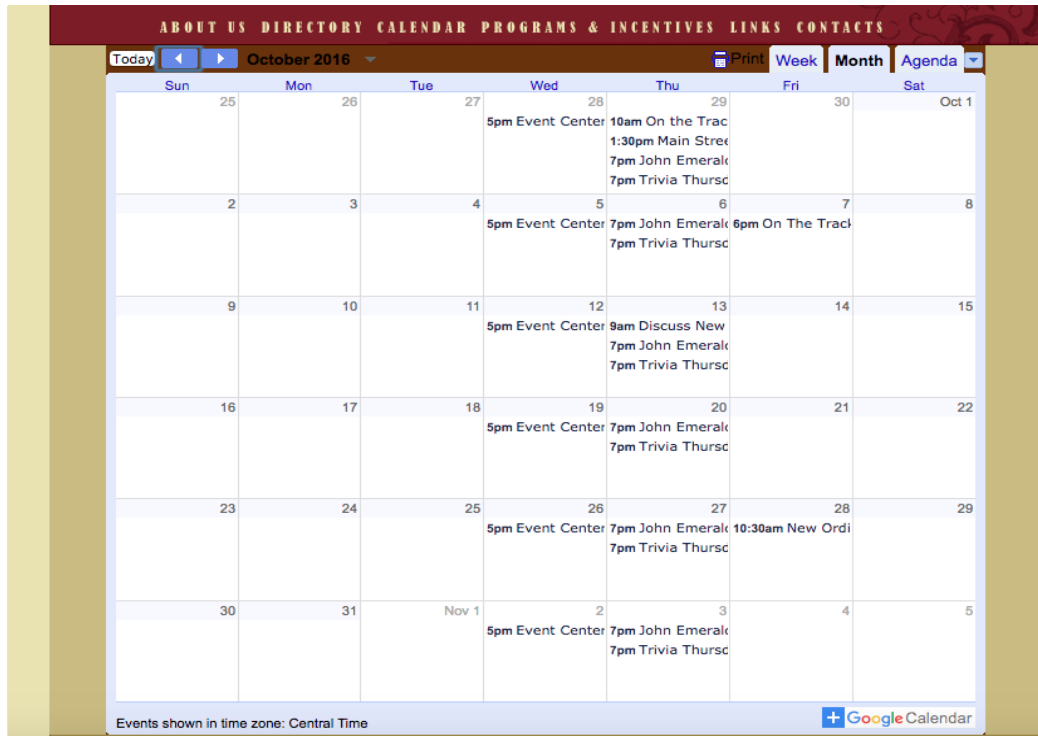 ABOUT US DIRECTORY CALENDAR PROGRAMS & INCENTIVES LINKS CONTACTS
Today October 2016 Print Week Month Agenda
Sun Mon Tue Wed Thu Fri Sat
25 26 27 28 29 30 Oct 1
5pm Event Center 10am On the Trac
1:30pm Main Stree
7pm John Emerald
7pm Trivia Thursd
2 3 4 5 6 7 8
5pm Event Center 7pm John Emerald 6pm On The Track
7pm Trivia Thursd
9 10 11 12 13 14 15
5pm Event Center 9am Discuss New
7pm John Emerald
7pm Trivia Thursd
16 17 18 19 20 21 22
5pm Event Center 7pm John Emerald
7pm Trivia Thursd
23 24 25 26 27 28 29
5pm Event Center 7pm John Emerald 10:30am New Ordi
7pm Trivia Thursd
30 31 Nov 1 2 3 4 5
5pm Event Center 7pm John Emerald
7pm Trivia Thursd
Events shown in time zone: Central Time
+ Google Calendar